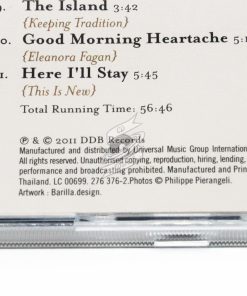 9. The Island 3:42
{Keeping Tradition}
0. Good Morning Heartache 5
{Eleanora Fagan}
1. Here I'll Stay 5:45
{This is New}
Total Running Time: 56:46
℗ & © 2011 DDB Records
Manufactured and distributed by Universal Music Group Internation
All rights reserved. Unauthorised copying, reproduction, hiring, lending,
performance and broadcasting prohibited. Manufactured and Prin
Thailand. LC 00699. 276 376-2.Photos © Philippe Pierangeli.
Artwork : Barilla.design.